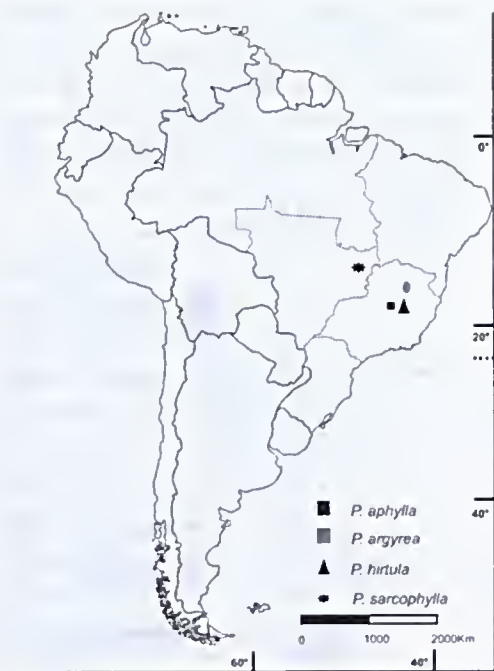 0°
20°
40°
P. aphylla
P. argyrea
P. hirtula
P. sarcophylla
0 1000 2000Km
60° 40°